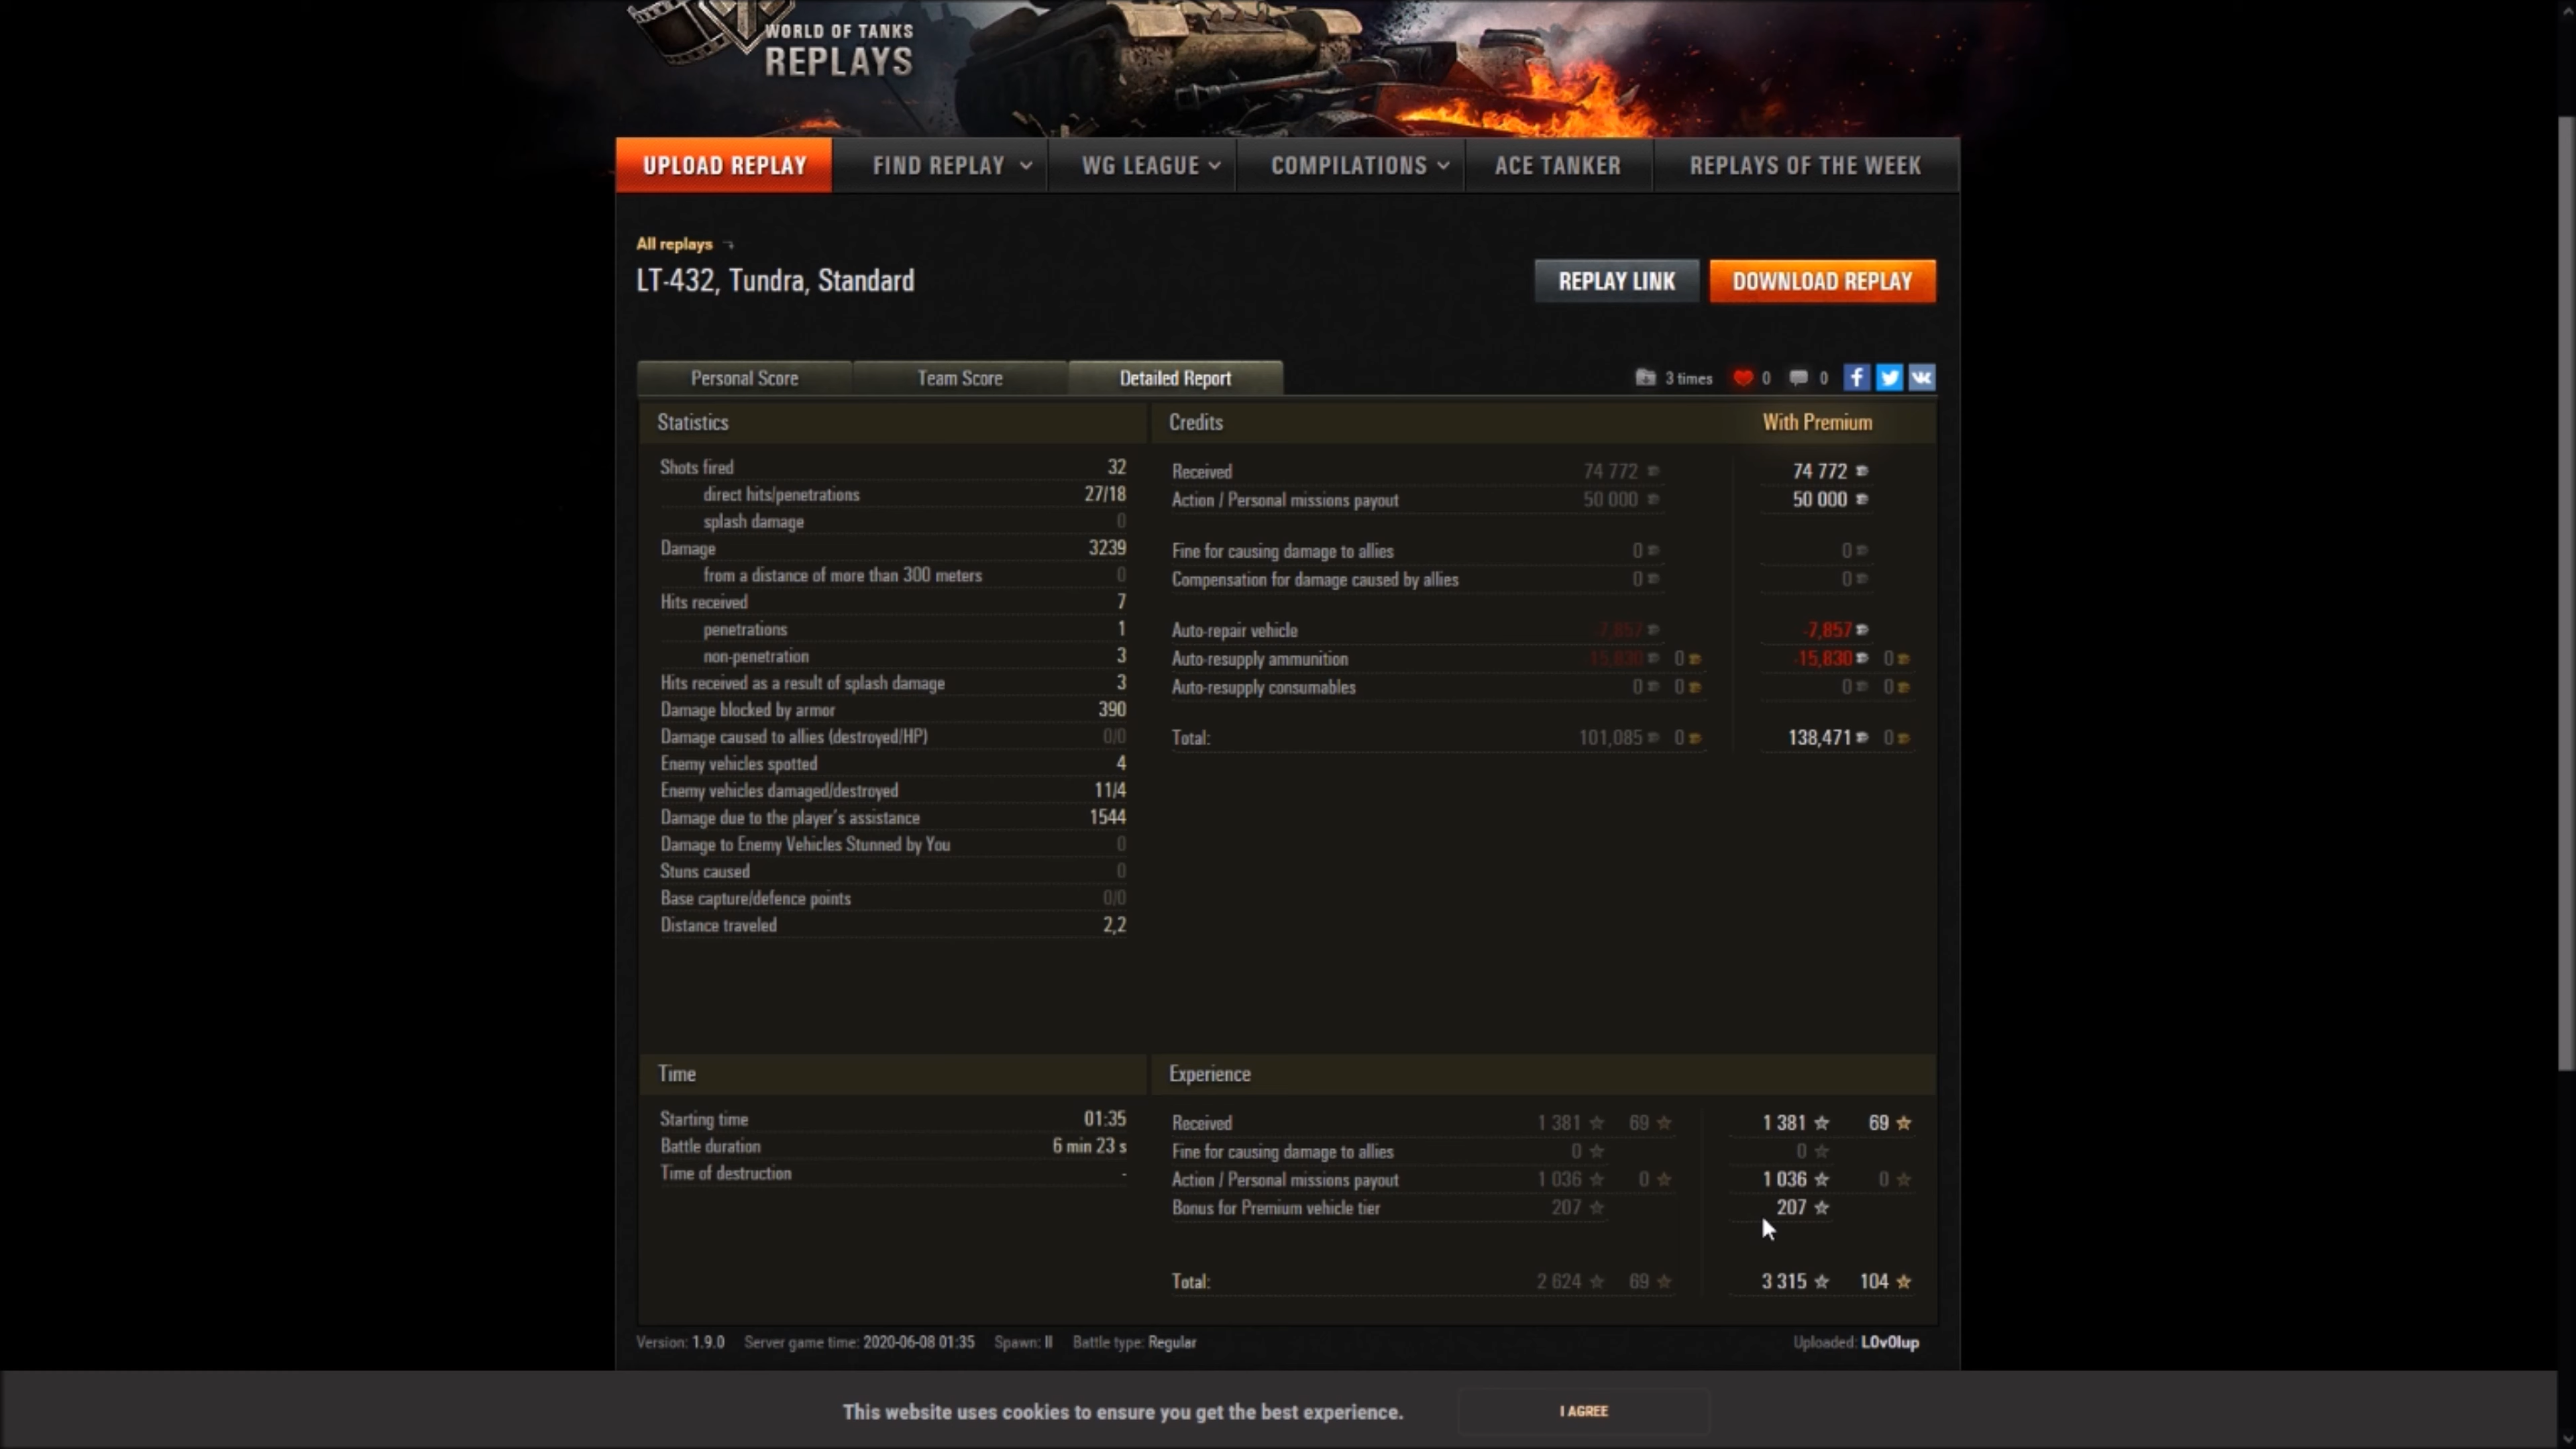 WORLD OF TANKS
REPLAYS
UPLOAD REPLAY FIND REPLAY WG LEAGUE COMPILATIONS ACE TANKER REPLAYS OF THE WEEK
All replays
LT-432, Tundra, Standard
REPLAY LINK DOWNLOAD REPLAY
Personal Score Team Score Detailed Report 3 times 0 0
Statistics
Shots fired 32
direct hits/penetrations 27/18
splash damage 0
Damage 3239
from a distance of more than 300 meters 0
Hits received 7
penetrations 1
non-penetration 3
Hits received as a result of splash damage 3
Damage blocked by armor 390
Damage caused to allies (destroyed/HP) 0/0
Enemy vehicles spotted 4
Enemy vehicles damaged/destroyed 11/4
Damage due to the player's assistance 1544
Damage to Enemy Vehicles Stunned by You 0
Stuns caused 0
Base capture/defence points 0/0
Distance traveled 2,2
Credits With Premium
Received 74 772 74 772
Action / Personal missions payout 50 000 50 000
Fine for causing damage to allies 0 0
Compensation for damage caused by allies 0 0
Auto-repair vehicle -7,857 -7,857
Auto-resupply ammunition -15,830 0 -15,830 0
Auto-resupply consumables 0 0 0 0
Total: 101,085 0 138,471 0
Time
Starting time 01:35
Battle duration 6 min 23 s
Time of destruction -
Experience
Received 1 381 69 1 381 69
Fine for causing damage to allies 0 0
Action / Personal missions payout 1 036 0 1 036 0
Bonus for Premium vehicle tier 207 207
Total: 2 624 69 3 315 104
Version: 1.9.0 Server game time: 2020-06-08 01:35 Spawn: II Battle type: Regular Uploaded: L0v0lup
This website uses cookies to ensure you get the best experience. I AGREE